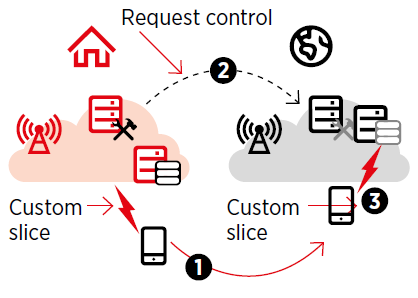 Request control
2
Custom
slice
Custom
slice
3
1